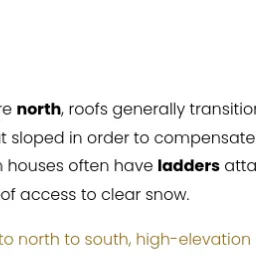 re north, roofs generally transition
t sloped in order to compensate
houses often have ladders atta
of access to clear snow.
to north to south, high-elevation